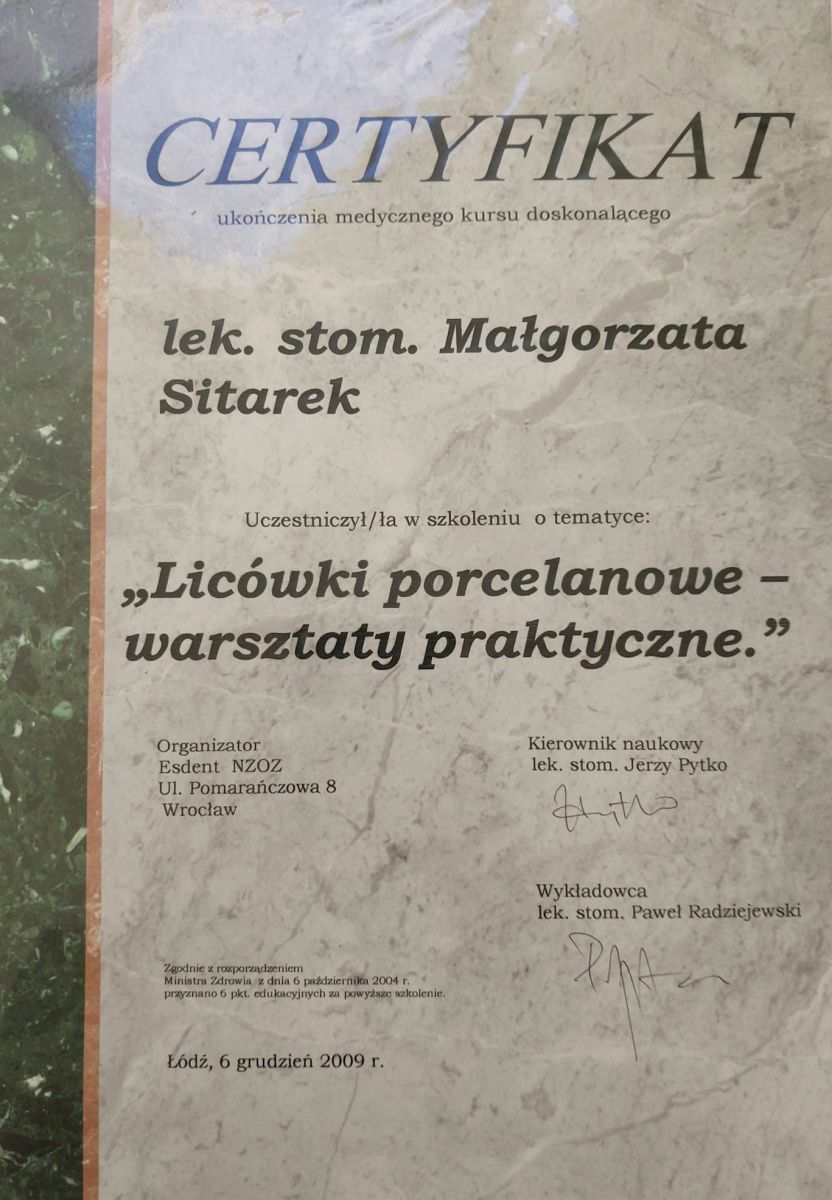 CERTYFIKAT
ukończenia medycznego kursu doskonalącego
lek. stom. Małgorzata
Sitarek
Uczestniczył/ła w szkoleniu o tematyce:
„Licówki porcelanowe –
warsztaty praktyczne.”
Organizator
Esdent NZOZ
Ul. Pomarańczowa 8
Wrocław
Kierownik naukowy
lek. stom. Jerzy Pytko
Wykładowca
lek. stom. Paweł Radziejewski
Zgodnie z rozporządzeniem
Ministra Zdrowia z dnia 6 października 2004 r.
przyznano 6 pkt. edukacyjnych za powyższe szkolenie.
Łódź, 6 grudzień 2009 r.